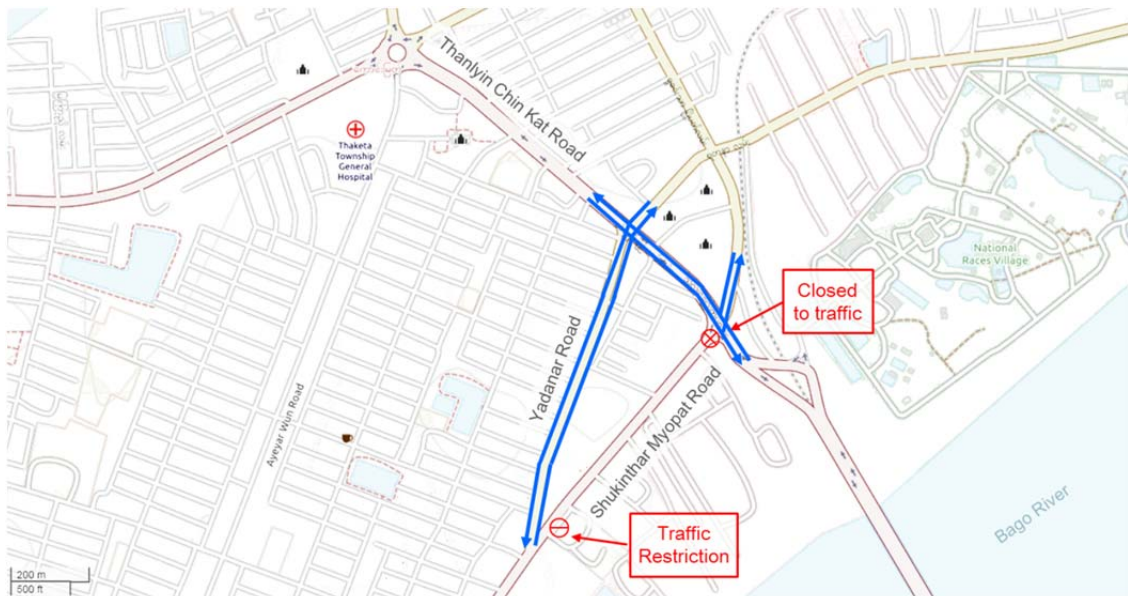 Thanlyin Chin Kat Road
Thaketa
Township
General
Hospital
National
Races Village
Closed
to traffic
Yadanar Road
Ayeyar Wun Road
Shukinthar Myopat Road
Traffic
Restriction
Bago River
200 m
500 ft